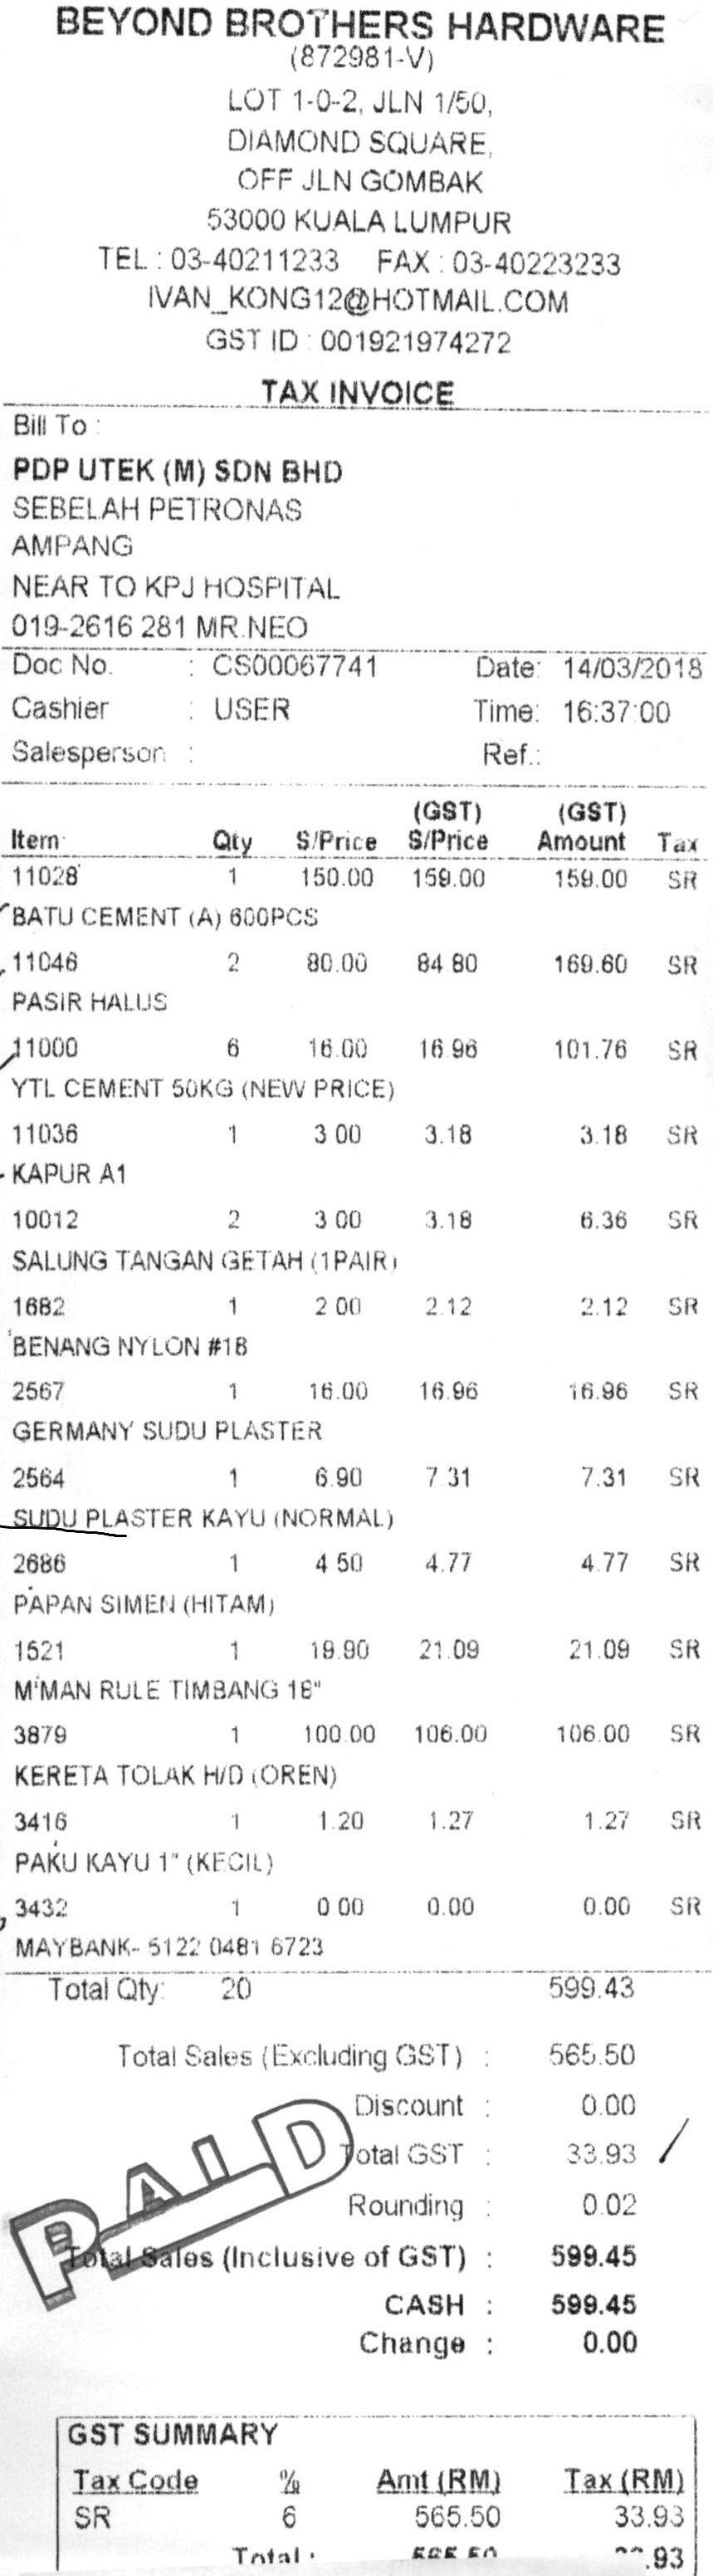 BEYOND BROTHERS HARDWARE
(872981-V)
LOT 1-0-2, JLN 1/50,
DIAMOND SQUARE,
OFF JLN GOMBAK
53000 KUALA LUMPUR
TEL : 03-40211233 FAX : 03-40223233
IVAN_KONG12@HOTMAIL.COM
GST ID : 001921974272
TAX INVOICE
Bill To :
PDP UTEK (M) SDN BHD
SEBELAH PETRONAS
AMPANG
NEAR TO KPJ HOSPITAL
019-2616 281 MR.NEO
Doc No. : CS00067741 Date: 14/03/2018
Cashier : USER Time: 16:37:00
Salesperson : Ref.:
(GST) (GST)
Item Qty S/Price S/Price Amount Tax
11028 1 150.00 159.00 159.00 SR
BATU CEMENT (A) 600PCS
11046 2 80.00 84.80 169.60 SR
PASIR HALUS
11000 6 16.00 16.96 101.76 SR
YTL CEMENT 50KG (NEW PRICE)
11036 1 3.00 3.18 3.18 SR
KAPUR A1
10012 2 3.00 3.18 6.36 SR
SALUNG TANGAN GETAH (1PAIR)
1682 1 2.00 2.12 2.12 SR
BENANG NYLON #18
2567 1 16.00 16.96 16.96 SR
GERMANY SUDU PLASTER
2564 1 6.90 7.31 7.31 SR
SUDU PLASTER KAYU (NORMAL)
2686 1 4.50 4.77 4.77 SR
PAPAN SIMEN (HITAM)
1521 1 19.90 21.09 21.09 SR
M'MAN RULE TIMBANG 18"
3879 1 100.00 106.00 106.00 SR
KERETA TOLAK H/D (OREN)
3416 1 1.20 1.27 1.27 SR
PAKU KAYU 1" (KECIL)
3432 1 0.00 0.00 0.00 SR
MAYBANK- 5122 0481 6723
Total Qty: 20 599.43
Total Sales (Excluding GST) : 565.50
Discount : 0.00
Total GST : 33.93
Rounding : 0.02
PAID
Total Sales (Inclusive of GST) : 599.45
CASH : 599.45
Change : 0.00
GST SUMMARY
Tax Code % Amt (RM) Tax (RM)
SR 6 565.50 33.93
Total : .93